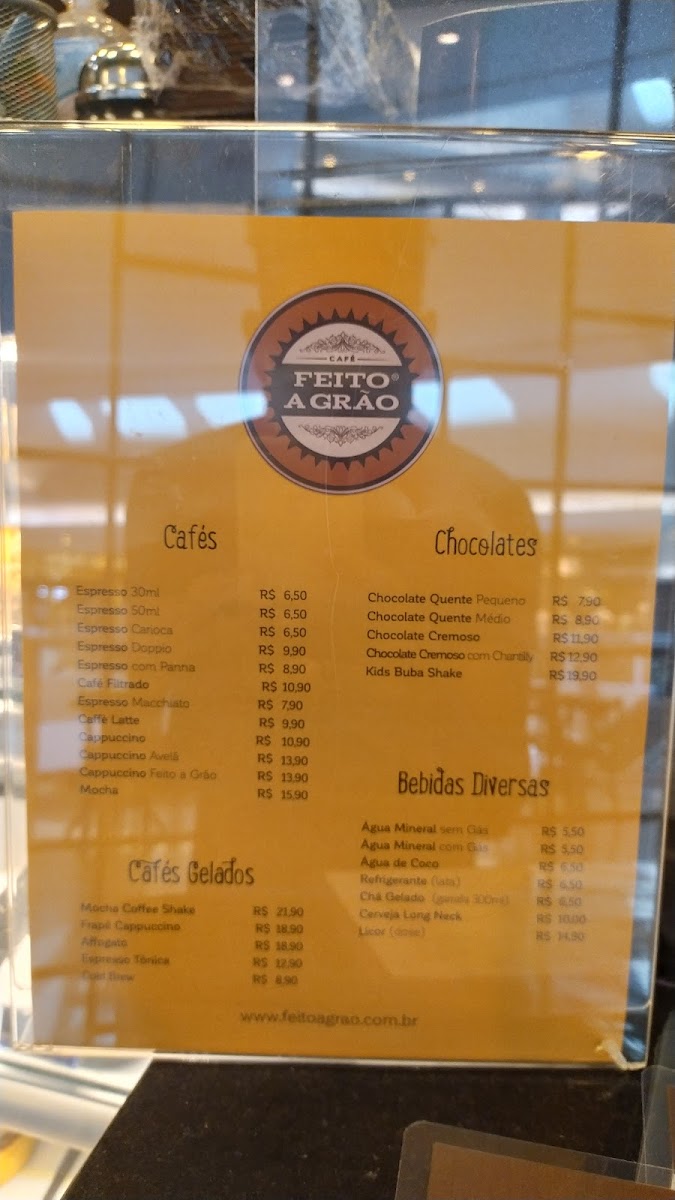 CAFÉ
FEITO®
A GRÃO
Cafés
Espresso 30ml R$ 6,50
Espresso 50ml R$ 6,50
Espresso Carioca R$ 6,50
Espresso Doppio R$ 9,90
Espresso com Panna R$ 8,90
Café Filtrado R$ 10,90
Espresso Macchiato R$ 7,90
Caffè Latte R$ 9,90
Cappuccino R$ 10,90
Cappuccino Avelã R$ 13,90
Cappuccino Feito a Grão R$ 13,90
Mocha R$ 15,90
Cafés Gelados
Mocha Coffee Shake R$ 21,90
Frapê Cappuccino R$ 18,90
Affogato R$ 18,90
Espresso Tônica R$ 12,90
Cold Brew R$ 8,90
Chocolates
Chocolate Quente Pequeno R$ 7,90
Chocolate Quente Médio R$ 8,90
Chocolate Cremoso R$ 11,90
Chocolate Cremoso com Chantilly R$ 12,90
Kids Buba Shake R$ 19,90
Bebidas Diversas
Água Mineral sem Gás R$ 5,50
Água Mineral com Gás R$ 5,50
Água de Coco R$ 6,50
Refrigerante (lata) R$ 6,50
Chá Gelado (garrafa 300ml) R$ 6,50
Cerveja Long Neck R$ 10,00
Licor (dose) R$ 14,90
www.feitoagrao.com.br